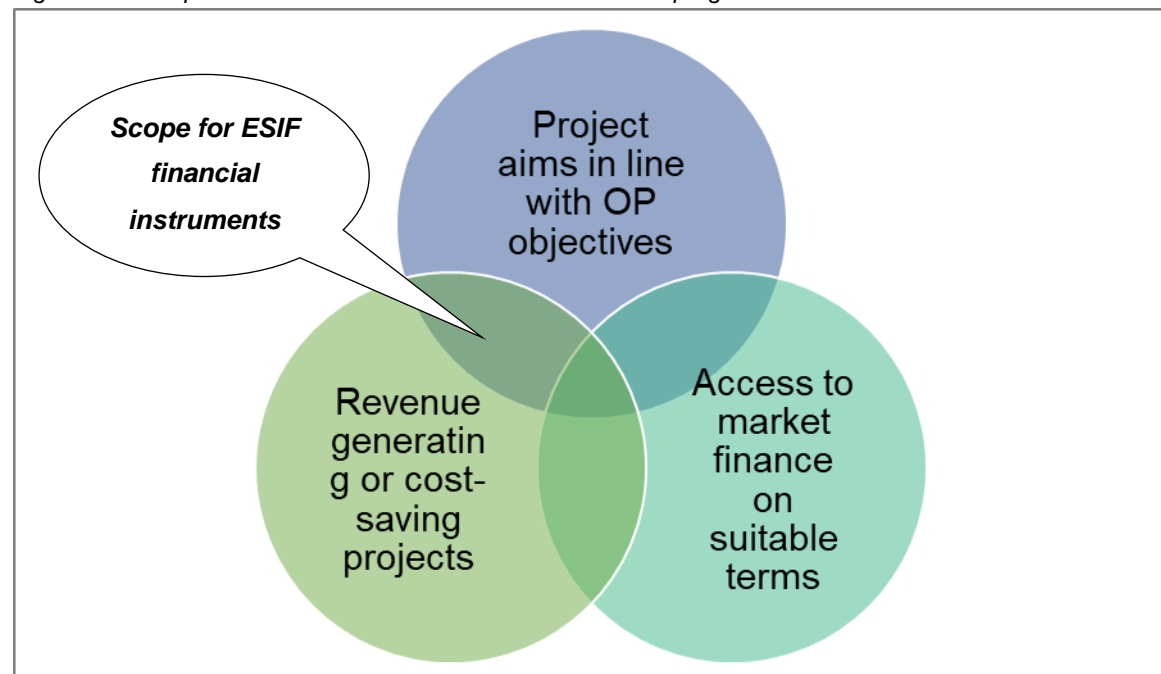 Scope for ESIF
financial
instruments
Project
aims in line
with OP
objectives
Revenue
generatin
g or cost-
saving
projects
Access to
market
finance
on
suitable
terms